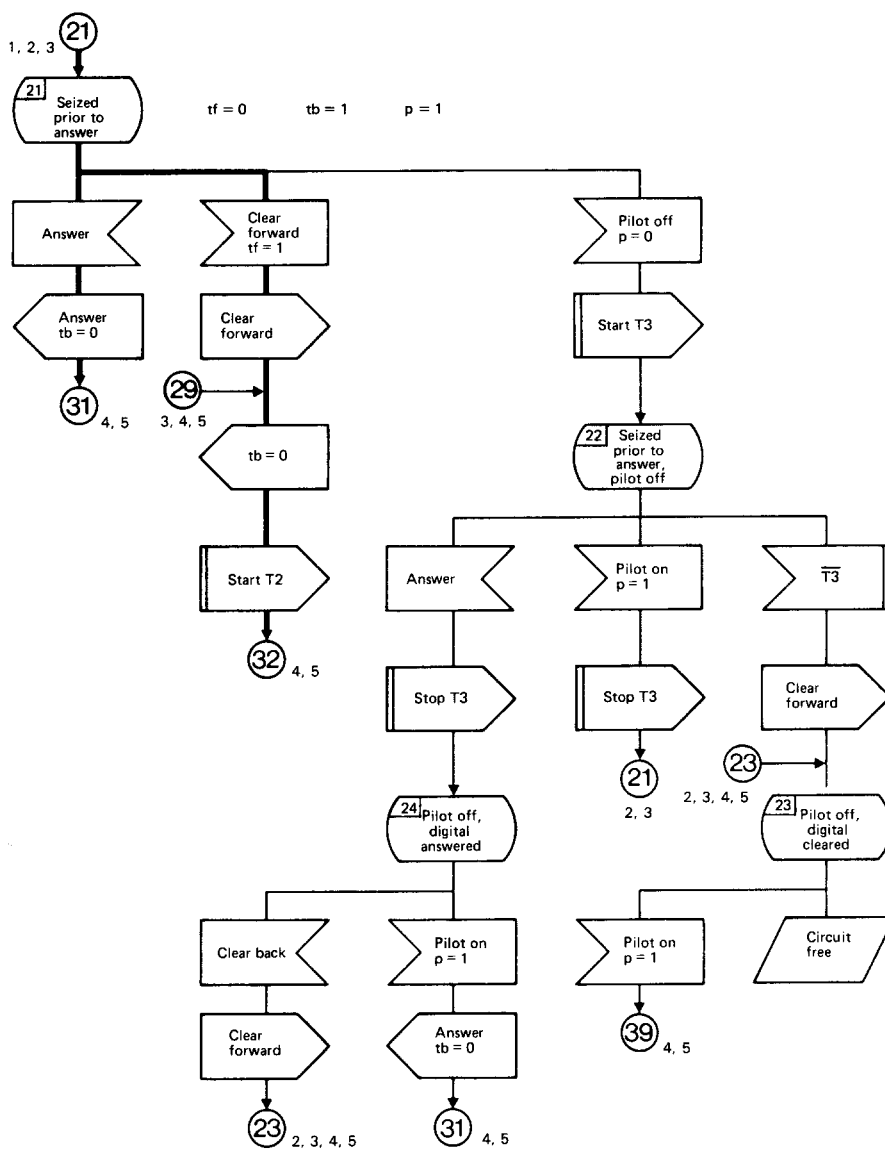 21
1, 2, 3
21
Seized
prior to
answer
tf = 0 tb = 1 p = 1
Answer
Clear
forward
tf = 1
Pilot off
p = 0
Answer
tb = 0
Clear
forward
Start T3
31
4, 5
29
3, 4, 5
tb = 0
22
Seized
prior to
answer,
pilot off
Start T2
Answer
Pilot on
p = 1
T3
32
4, 5
Stop T3
Stop T3
Clear
forward
21
2, 3
23
2, 3, 4, 5
24
Pilot off,
digital
answered
23
Pilot off,
digital
cleared
Clear back
Pilot on
p = 1
Pilot on
p = 1
Circuit
free
Clear
forward
Answer
tb = 0
39
4, 5
23
2, 3, 4, 5
31
4, 5